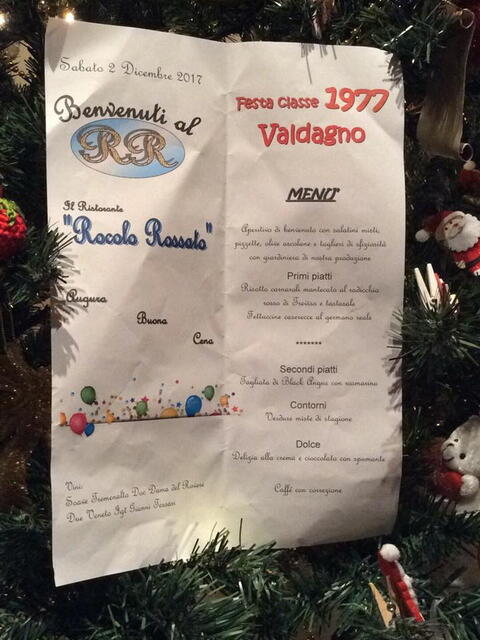 Sabato 2 Dicembre 2017
Benvenuti al
RR
Il Ristorante
"Rocolo Rossato"
Augura
Buona
Cena
Vini:
Soave Tremenalto Doc Dama del Rovere
Due Veneto Igt Gianni Tessari
Festa Classe 1977
Valdagno
MENU'
Aperitivo di benvenuto con salatini misti,
pizzette, olive ascolane e taglieri di sfiziosità
con giardiniera di nostra produzione
Primi piatti
Risotto carnaroli mantecato al radicchio
rosso di Treviso e tastasale
Fettuccine caserecce al germano reale
*******
Secondi piatti
Tagliata di Black Angus con rosmarino
Contorni
Verdure miste di stagione
Dolce
Delizia alla crema e cioccolato con spumante
Caffè con correzione